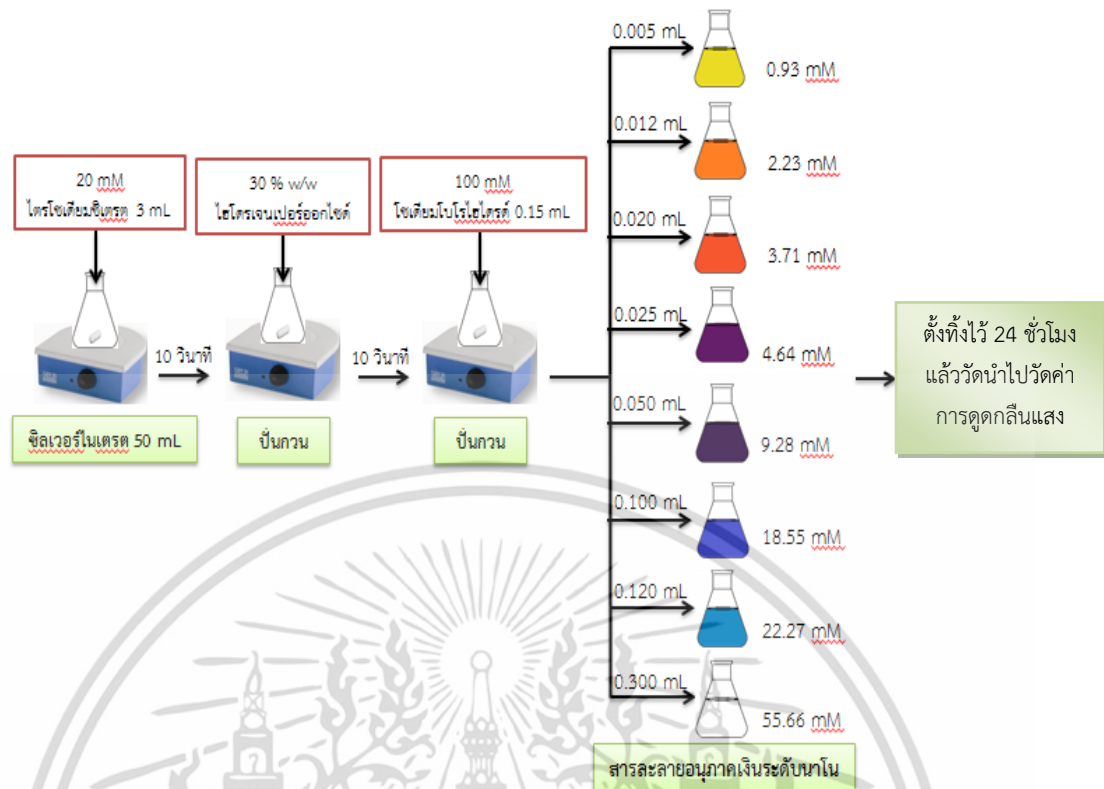 20 mM
ไตรโซเดียมซิเตรต 3 mL
30 % w/w
ไฮโดรเจนเปอร์ออกไซด์
100 mM
โซเดียมโบโรไฮไดรด์ 0.15 mL
10 วินาที
10 วินาที
ซิลเวอร์ไนเตรต 50 mL
ปั่นกวน
ปั่นกวน
0.005 mL
0.93 mM
0.012 mL
2.23 mM
0.020 mL
3.71 mM
0.025 mL
4.64 mM
0.050 mL
9.28 mM
0.100 mL
18.55 mM
0.120 mL
22.27 mM
0.300 mL
55.66 mM
สารละลายอนุภาคเงินระดับนาโน
ตั้งทิ้งไว้ 24 ชั่วโมง
แล้ววัดนำไปวัดค่า
การดูดกลืนแสง